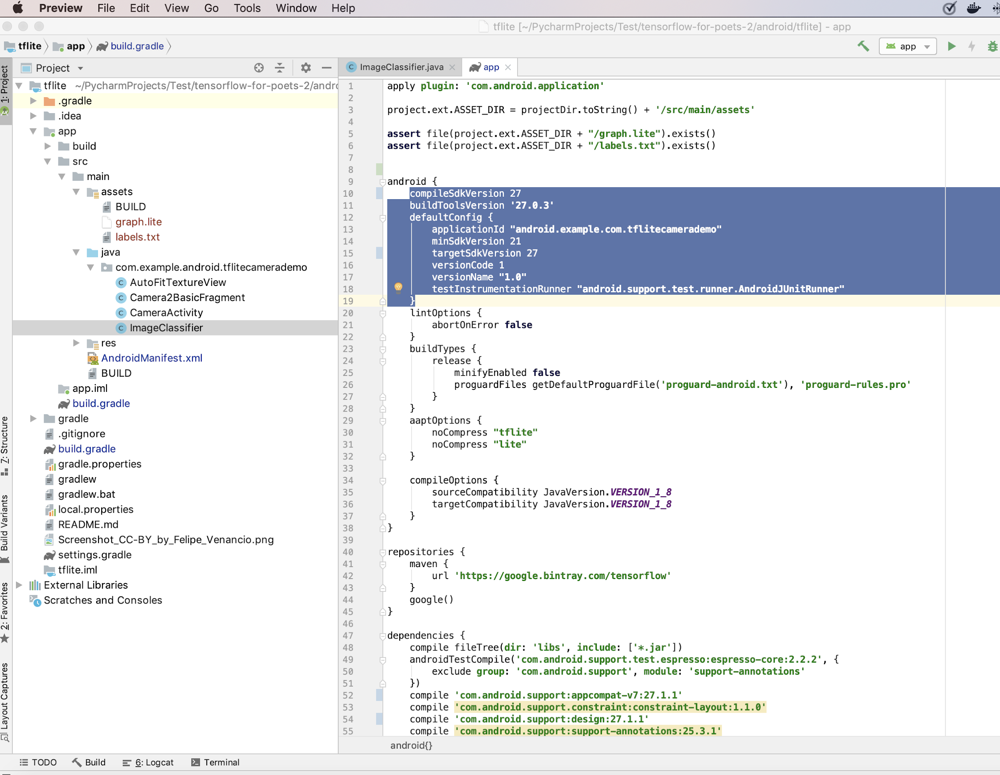 Preview File Edit View Go Tools Window Help
tflite [~/PycharmProjects/Test/tensorflow-for-poets-2/android/tflite] - app
tflite app build.gradle
app
1: Project
7: Structure
Build Variants
2: Favorites
Layout Captures
Project
tflite ~/PycharmProjects/Test/tensorflow-for-poets-2/andro
.gradle
.idea
app
build
src
main
assets
BUILD
graph.lite
labels.txt
java
com.example.android.tflitecamerademo
AutoFitTextureView
Camera2BasicFragment
CameraActivity
ImageClassifier
res
AndroidManifest.xml
BUILD
app.iml
build.gradle
gradle
.gitignore
build.gradle
gradle.properties
gradlew
gradlew.bat
local.properties
README.md
Screenshot_CC-BY_by_Felipe_Venancio.png
settings.gradle
tflite.iml
External Libraries
Scratches and Consoles
ImageClassifier.java app
1 apply plugin: 'com.android.application'
2
3 project.ext.ASSET_DIR = projectDir.toString() + '/src/main/assets'
4
5 assert file(project.ext.ASSET_DIR + "/graph.lite").exists()
6 assert file(project.ext.ASSET_DIR + "/labels.txt").exists()
7
8
9 android {
10 compileSdkVersion 27
11 buildToolsVersion '27.0.3'
12 defaultConfig {
13 applicationId "android.example.com.tflitecamerademo"
14 minSdkVersion 21
15 targetSdkVersion 27
16 versionCode 1
17 versionName "1.0"
18 testInstrumentationRunner "android.support.test.runner.AndroidJUnitRunner"
19 }
20 lintOptions {
21 abortOnError false
22 }
23 buildTypes {
24 release {
25 minifyEnabled false
26 proguardFiles getDefaultProguardFile('proguard-android.txt'), 'proguard-rules.pro'
27 }
28 }
29 aaptOptions {
30 noCompress "tflite"
31 noCompress "lite"
32 }
33
34 compileOptions {
35 sourceCompatibility JavaVersion.VERSION_1_8
36 targetCompatibility JavaVersion.VERSION_1_8
37 }
38 }
39
40 repositories {
41 maven {
42 url 'https://google.bintray.com/tensorflow'
43 }
44 google()
45 }
46
47 dependencies {
48 compile fileTree(dir: 'libs', include: ['*.jar'])
49 androidTestCompile('com.android.support.test.espresso:espresso-core:2.2.2', {
50 exclude group: 'com.android.support', module: 'support-annotations'
51 })
52 compile 'com.android.support:appcompat-v7:27.1.1'
53 compile 'com.android.support.constraint:constraint-layout:1.1.0'
54 compile 'com.android.support:design:27.1.1'
55 compile 'com.android.support:support-annotations:25.3.1'
android{}
TODO Build 6: Logcat Terminal